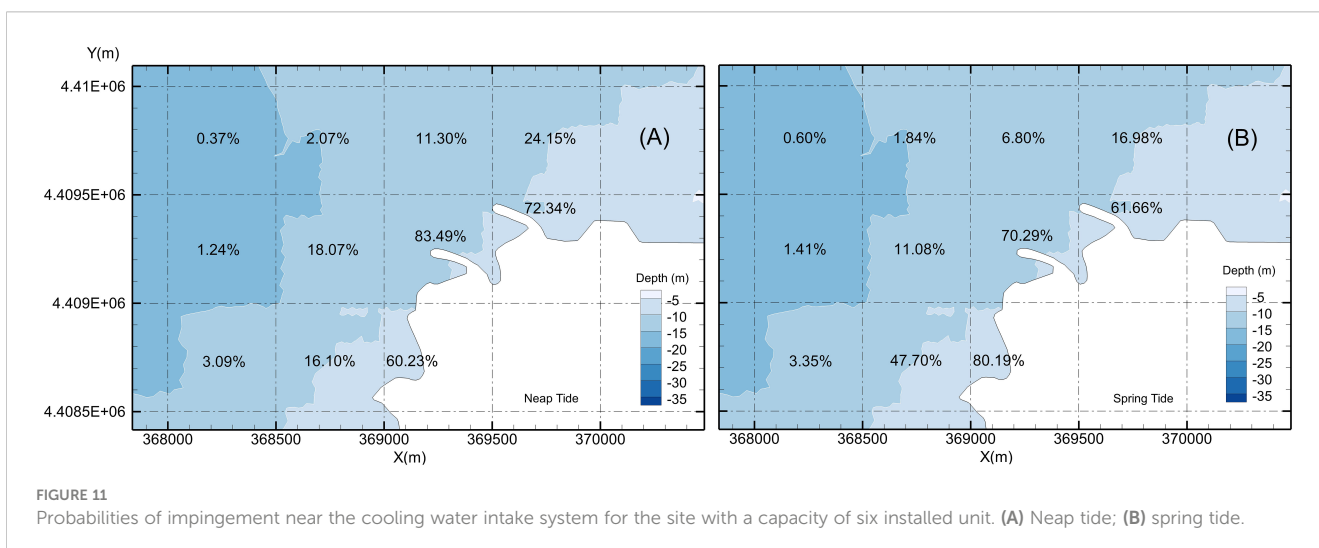 Y(m)
4.41E+06
4.4095E+06
4.409E+06
4.4085E+06
0.37% 2.07% 11.30% 24.15% (A)
72.34%
83.49%
1.24% 18.07%
3.09% 16.10% 60.23%
Depth (m)
-5
-10
-15
-20
-25
-30
-35
Neap Tide
368000 368500 369000 369500 370000
X(m)
0.60% 1.84% 6.80% 16.98% (B)
61.66%
70.29%
1.41% 11.08%
3.35% 47.70% 80.19%
Depth (m)
-5
-10
-15
-20
-25
-30
-35
Spring Tide
368000 368500 369000 369500 370000
X(m)
FIGURE 11
Probabilities of impingement near the cooling water intake system for the site with a capacity of six installed unit. (A) Neap tide; (B) spring tide.